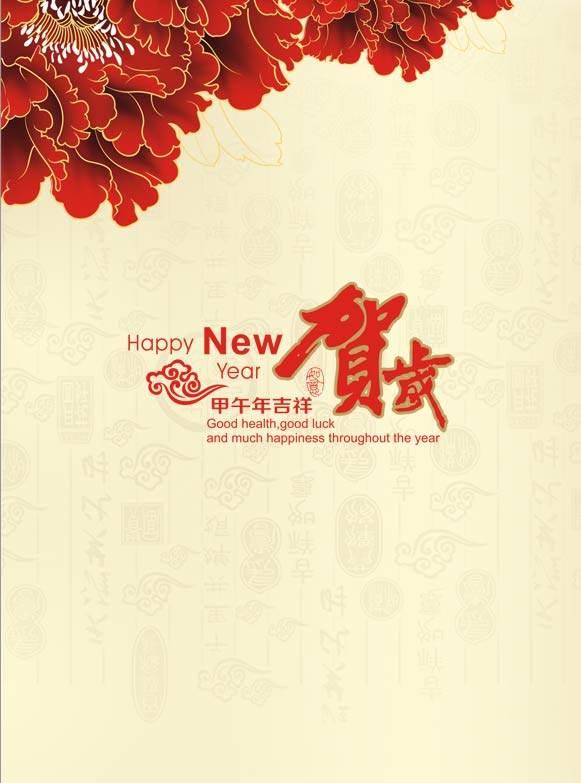 Happy New
Year
賀歲
甲午年吉祥
Good health,good luck
and much happiness throughout the year